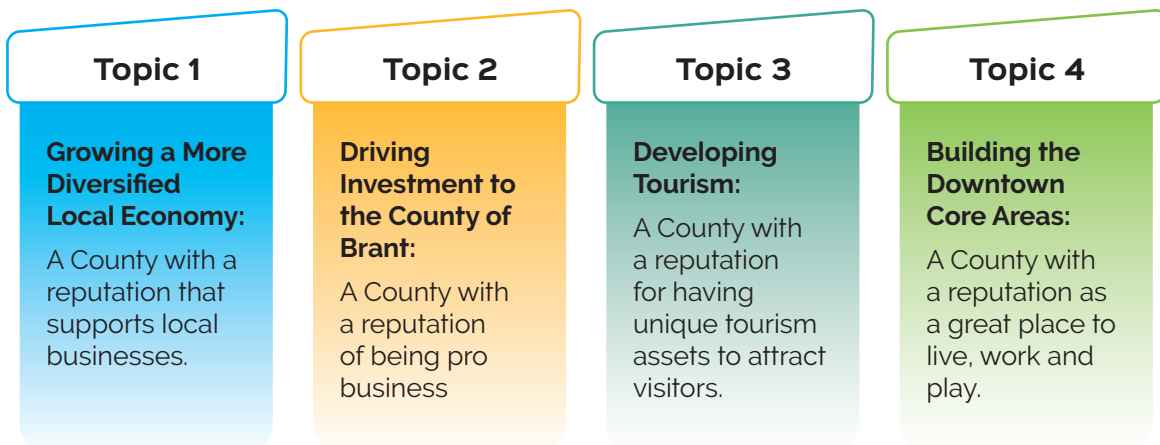 Topic 1
Growing a More
Diversified
Local Economy:
A County with a
reputation that
supports local
businesses.
Topic 2
Driving
Investment to
the County of
Brant:
A County with
a reputation
of being pro
business
Topic 3
Developing
Tourism:
A County with
a reputation
for having
unique tourism
assets to attract
visitors.
Topic 4
Building the
Downtown
Core Areas:
A County with
a reputation as
a great place to
live, work and
play.